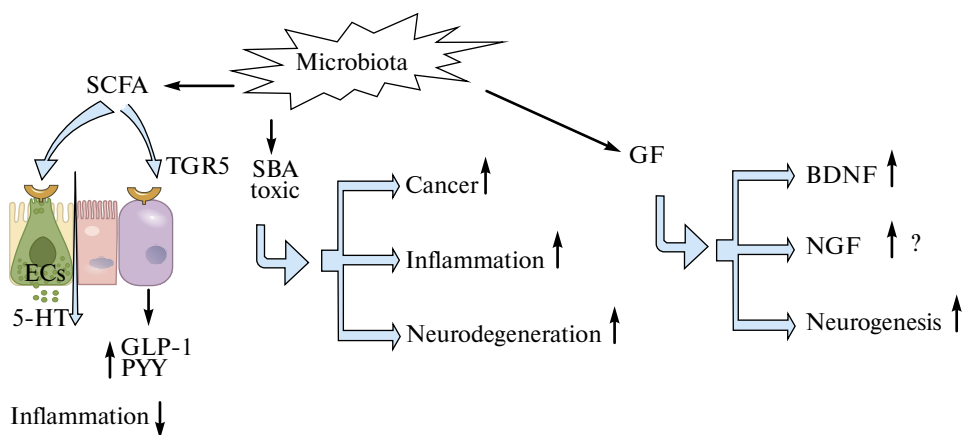 Microbiota
SCFA
TGR5
ECs
5-HT
GLP-1
PYY
Inflammation
SBA
toxic
Cancer
Inflammation
Neurodegeneration
GF
BDNF
NGF ?
Neurogenesis